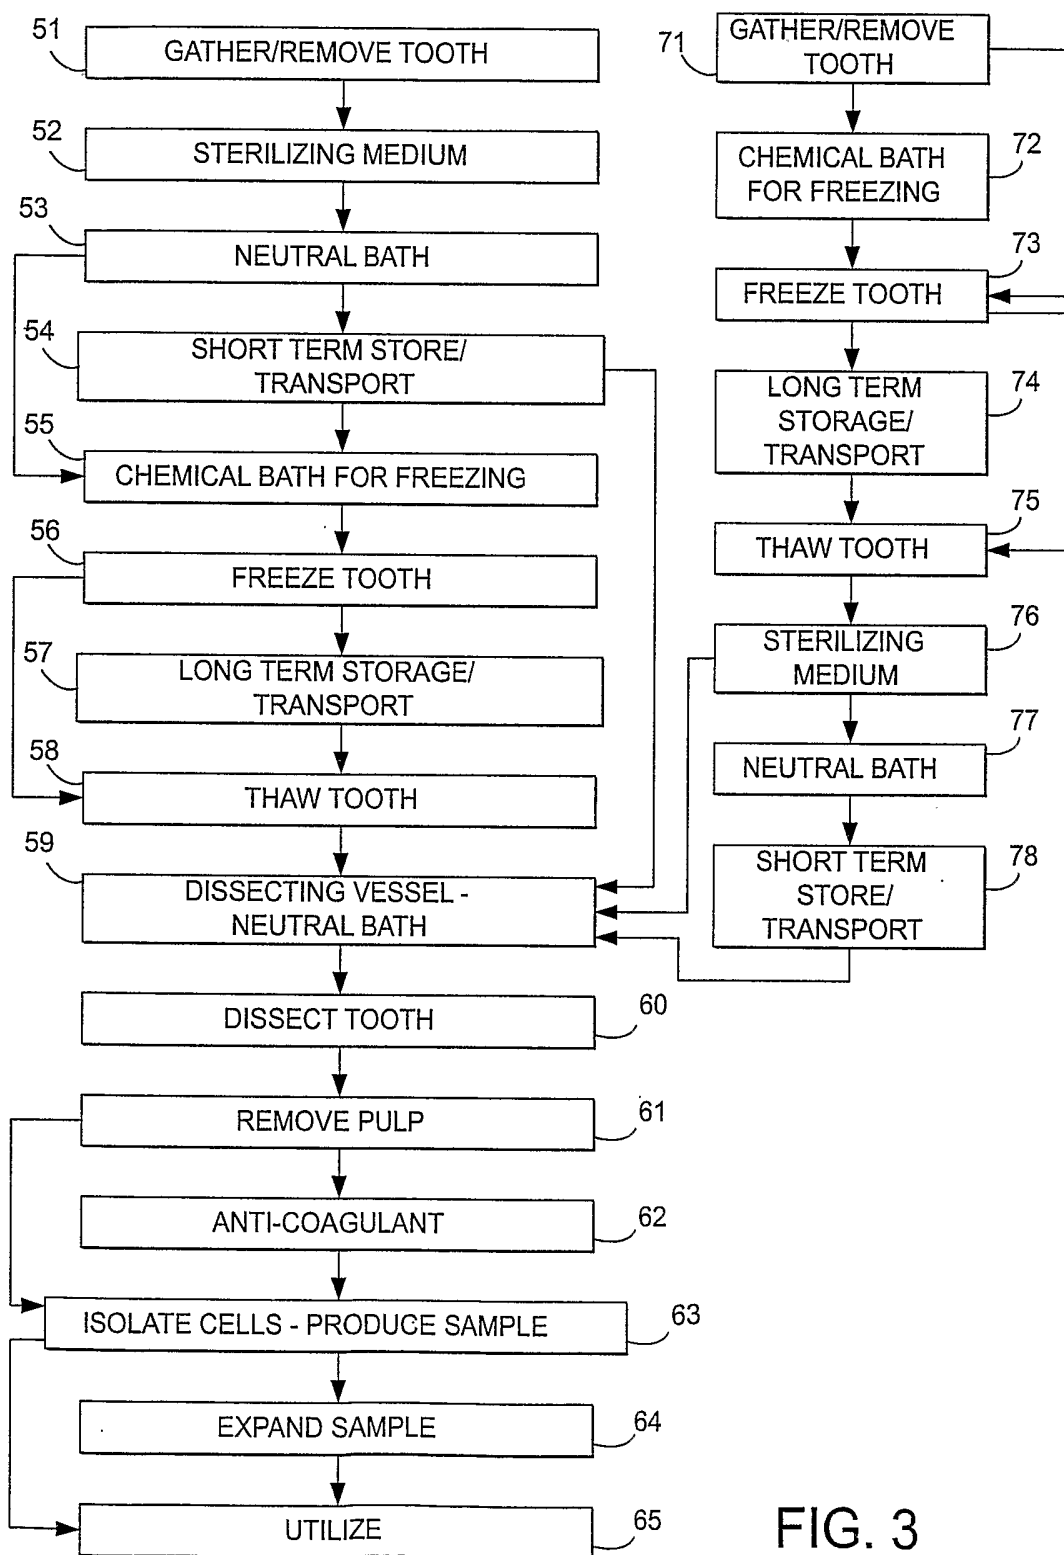 51
GATHER/REMOVE TOOTH
52
STERILIZING MEDIUM
53
NEUTRAL BATH
54
SHORT TERM STORE/
TRANSPORT
55
CHEMICAL BATH FOR FREEZING
56
FREEZE TOOTH
57
LONG TERM STORAGE/
TRANSPORT
58
THAW TOOTH
59
DISSECTING VESSEL -
NEUTRAL BATH
DISSECT TOOTH
60
REMOVE PULP
61
ANTI-COAGULANT
62
ISOLATE CELLS - PRODUCE SAMPLE
63
EXPAND SAMPLE
64
UTILIZE
65
71
GATHER/REMOVE
TOOTH
72
CHEMICAL BATH
FOR FREEZING
73
FREEZE TOOTH
74
LONG TERM
STORAGE/
TRANSPORT
75
THAW TOOTH
76
STERILIZING
MEDIUM
77
NEUTRAL BATH
SHORT TERM
STORE/
TRANSPORT
78
FIG. 3